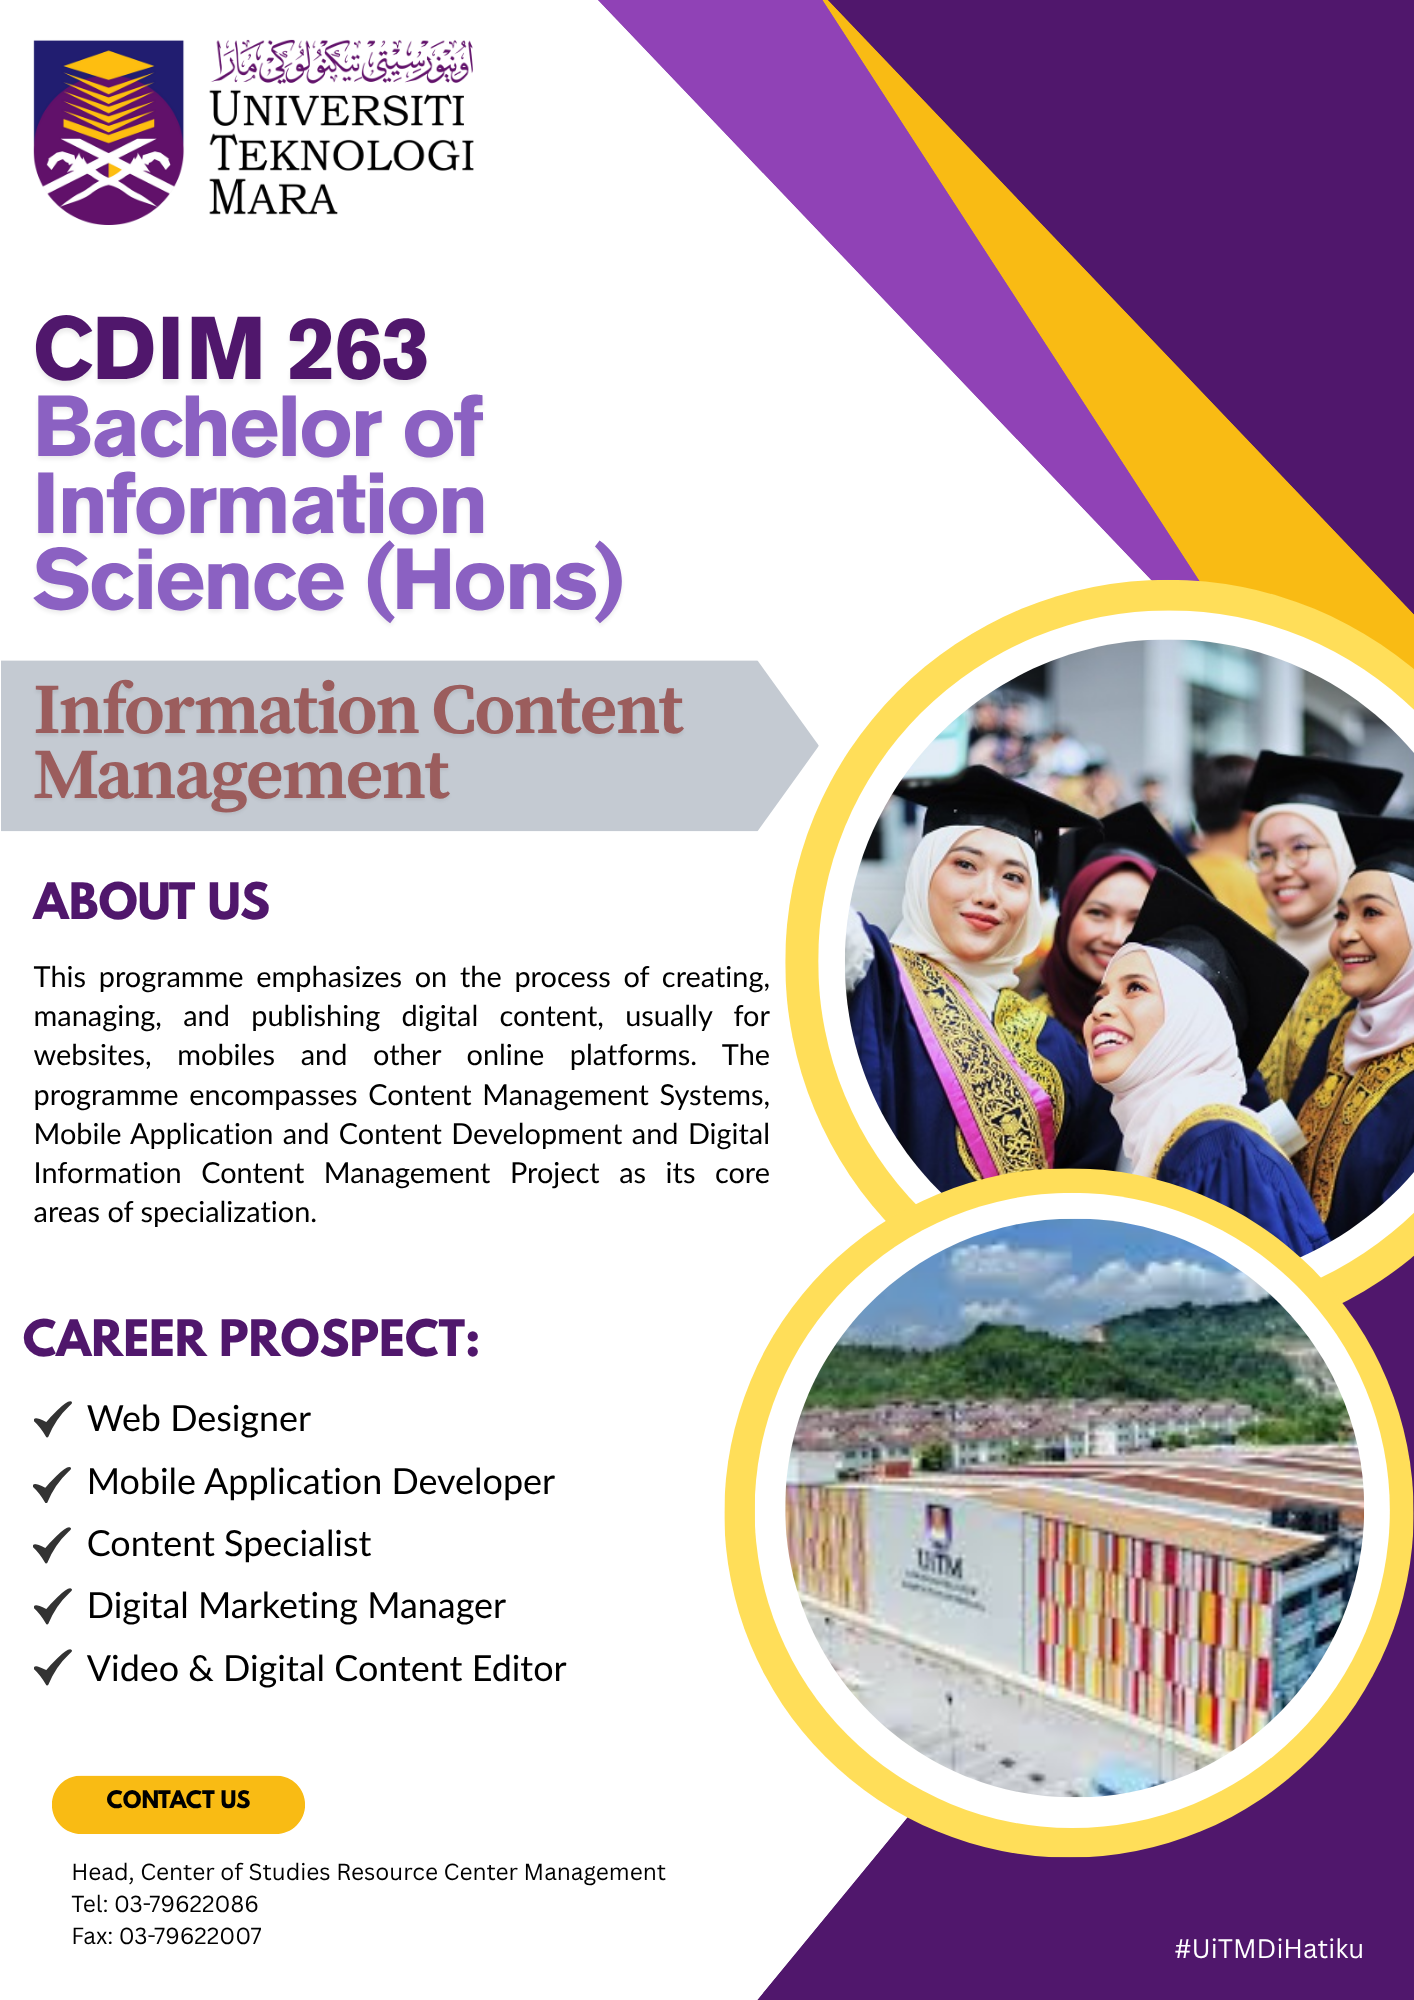 اونيۏرسيتي تيكنولوڬي مارا
UNIVERSITI
TEKNOLOGI
MARA
CDIM 263
Bachelor of
Information
Science (Hons)
Information Content
Management
ABOUT US
This programme emphasizes on the process of creating,
managing, and publishing digital content, usually for
websites, mobiles and other online platforms. The
programme encompasses Content Management Systems,
Mobile Application and Content Development and Digital
Information Content Management Project as its core
areas of specialization.
CAREER PROSPECT:
Web Designer
Mobile Application Developer
Content Specialist
Digital Marketing Manager
Video & Digital Content Editor
UiTM
CONTACT US
Head, Center of Studies Resource Center Management
Tel: 03-79622086
Fax: 03-79622007
#UiTMDiHatiku